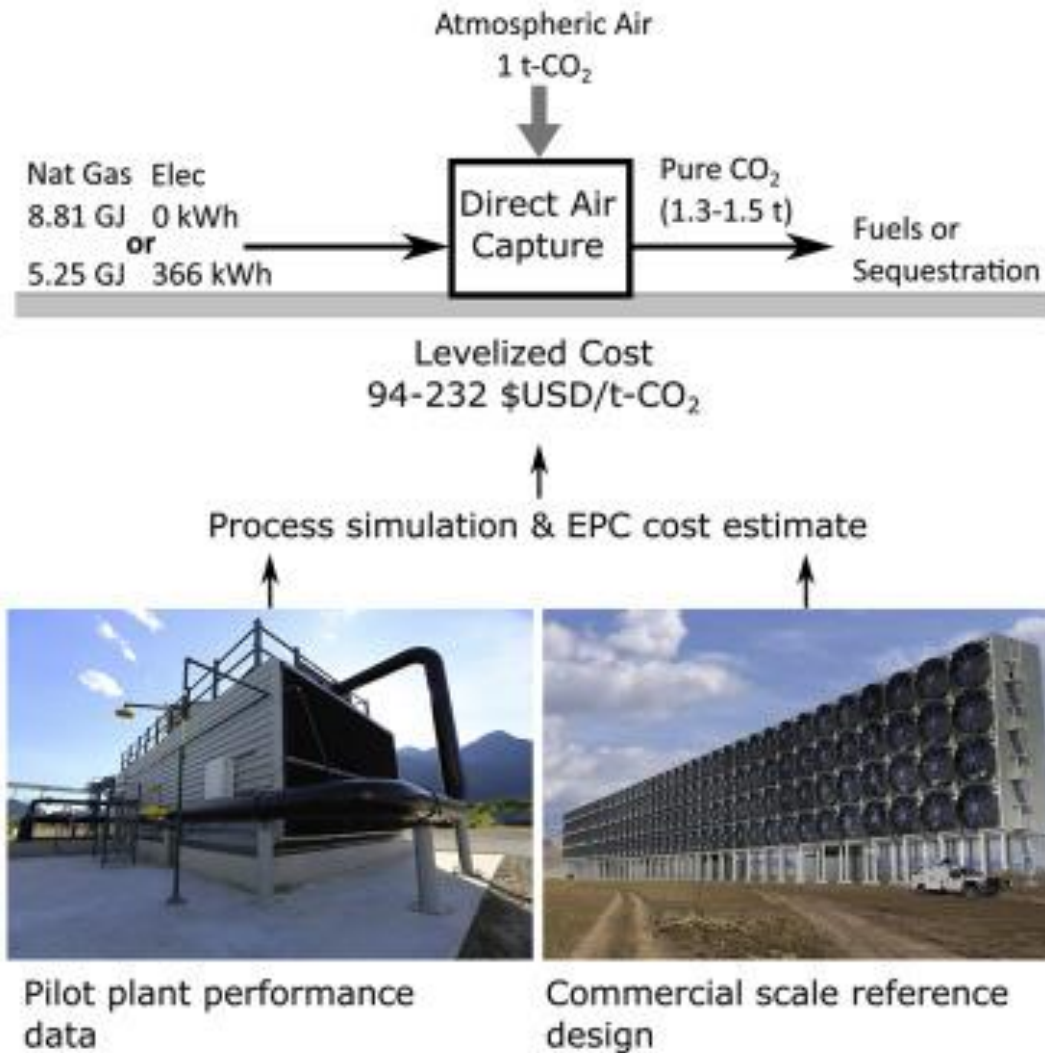 Atmospheric Air
1 t-CO₂
Nat Gas Elec
8.81 GJ 0 kWh
or
5.25 GJ 366 kWh
Direct Air
Capture
Pure CO₂
(1.3-1.5 t)
Fuels or
Sequestration
Levelized Cost
94-232 $USD/t-CO₂
Process simulation & EPC cost estimate
Pilot plant performance
data
Commercial scale reference
design